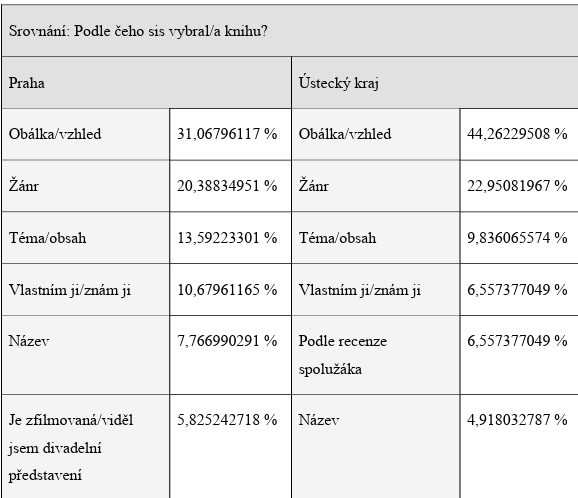 Srovnání: Podle čeho sis vybral/a knihu?
Praha Ústecký kraj
Obálka/vzhled 31,06796117 % Obálka/vzhled 44,26229508 %
Žánr 20,38834951 % Žánr 22,95081967 %
Téma/obsah 13,59223301 % Téma/obsah 9,836065574 %
Vlastním ji/znám ji 10,67961165 % Vlastním ji/znám ji 6,557377049 %
Název 7,766990291 % Podle recenze 6,557377049 %
spolužáka
Je zfilmovaná/viděl 5,825242718 % Název 4,918032787 %
jsem divadelní
představení